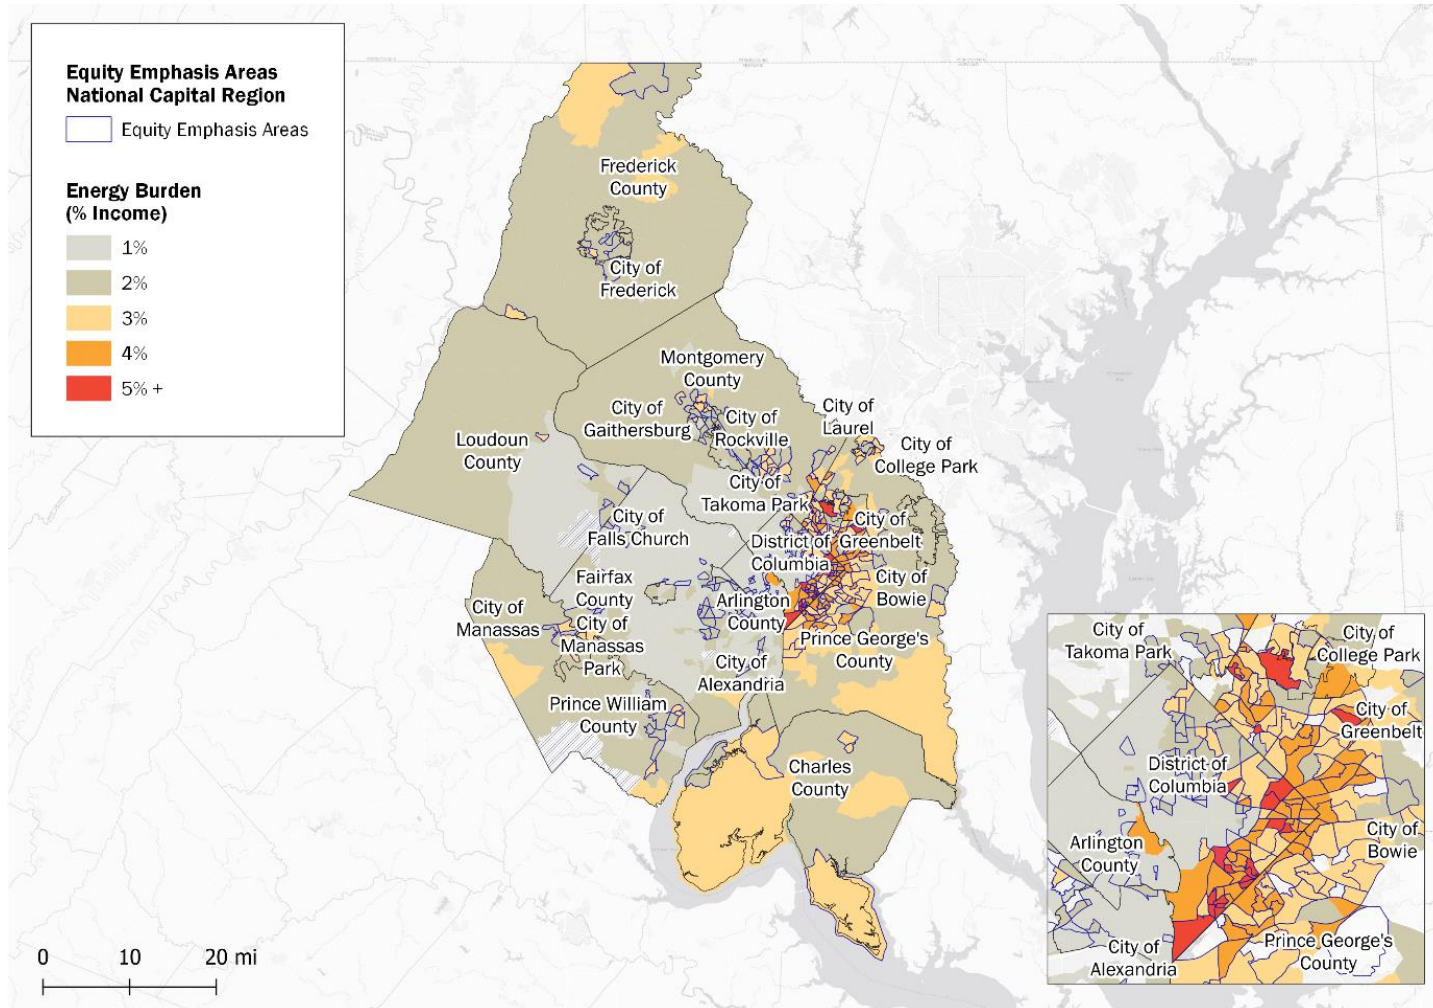 Equity Emphasis Areas
National Capital Region
Equity Emphasis Areas
Energy Burden
(% Income)
1%
2%
3%
4%
5% +
Frederick
County
City of
Frederick
Montgomery
County
City of
Gaithersburg
City of
Rockville
City of
Laurel
City of
College Park
Loudoun
County
City of
Takoma Park
City of
Falls Church
City of
Greenbelt
District of
Columbia
Fairfax
County
City of
Bowie
City of
Manassas
Arlington
County
City of
Manassas
Park
Prince George's
County
City of
Alexandria
Prince William
County
Charles
County
0 10 20 mi
City of
Takoma Park
City of
College Park
City of
Greenbelt
District of
Columbia
Arlington
County
City of
Bowie
City of
Alexandria
Prince George's
County